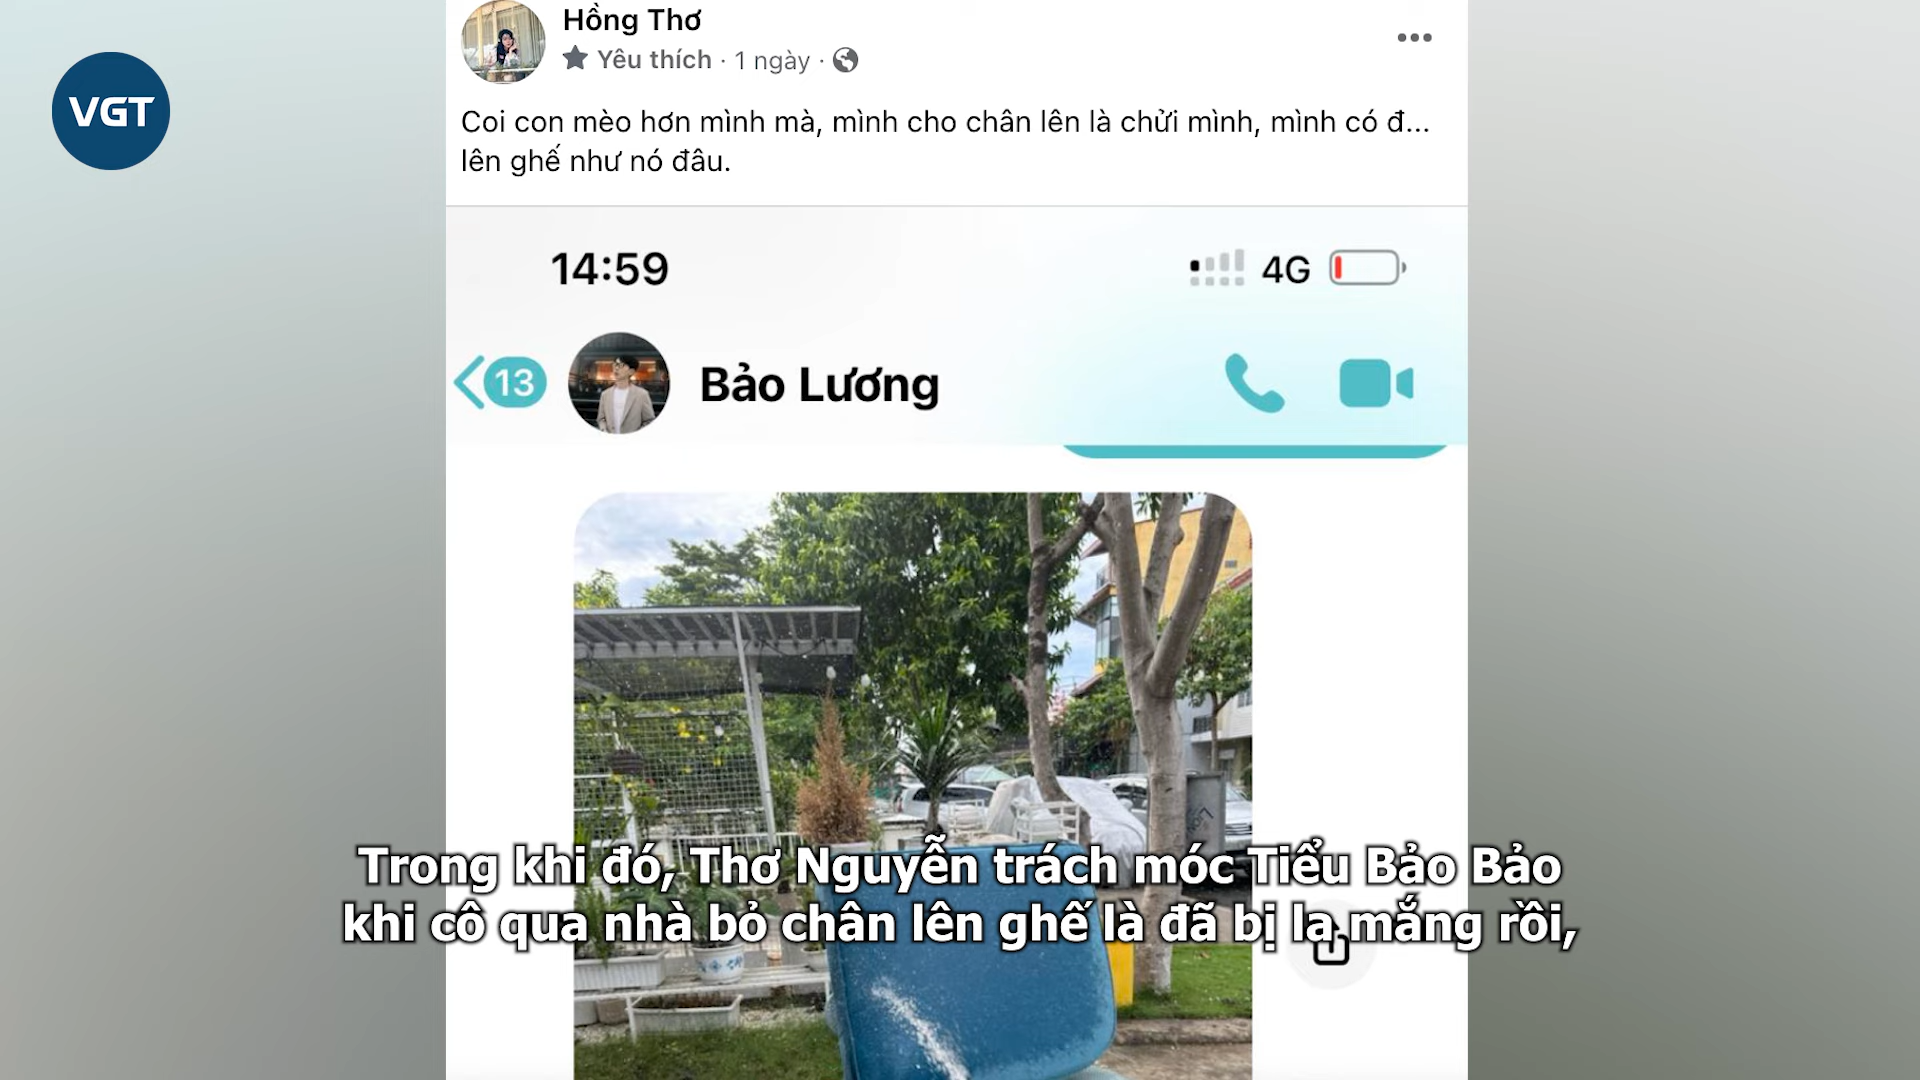 VGT
Hồng Thơ
Yêu thích · 1 ngày ·
Coi con mèo hơn mình mà, mình cho chân lên là chửi mình, mình có đ...
lên ghế như nó đâu.
14:59
4G
13
Bảo Lương
Trong khi đó, Thơ Nguyễn trách móc Tiểu Bảo Bảo
khi cô qua nhà bỏ chân lên ghế là đã bị la mắng rồi,